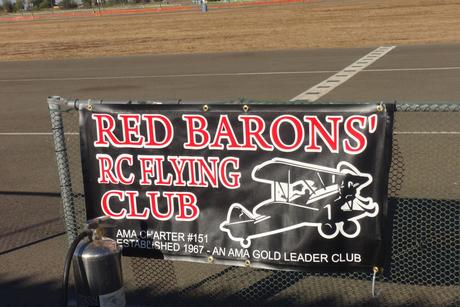 RED BARONS'
RC FLYING
CLUB
AMA CHARTER #151
ESTABLISHED 1967 - AN AMA GOLD LEADER CLUB